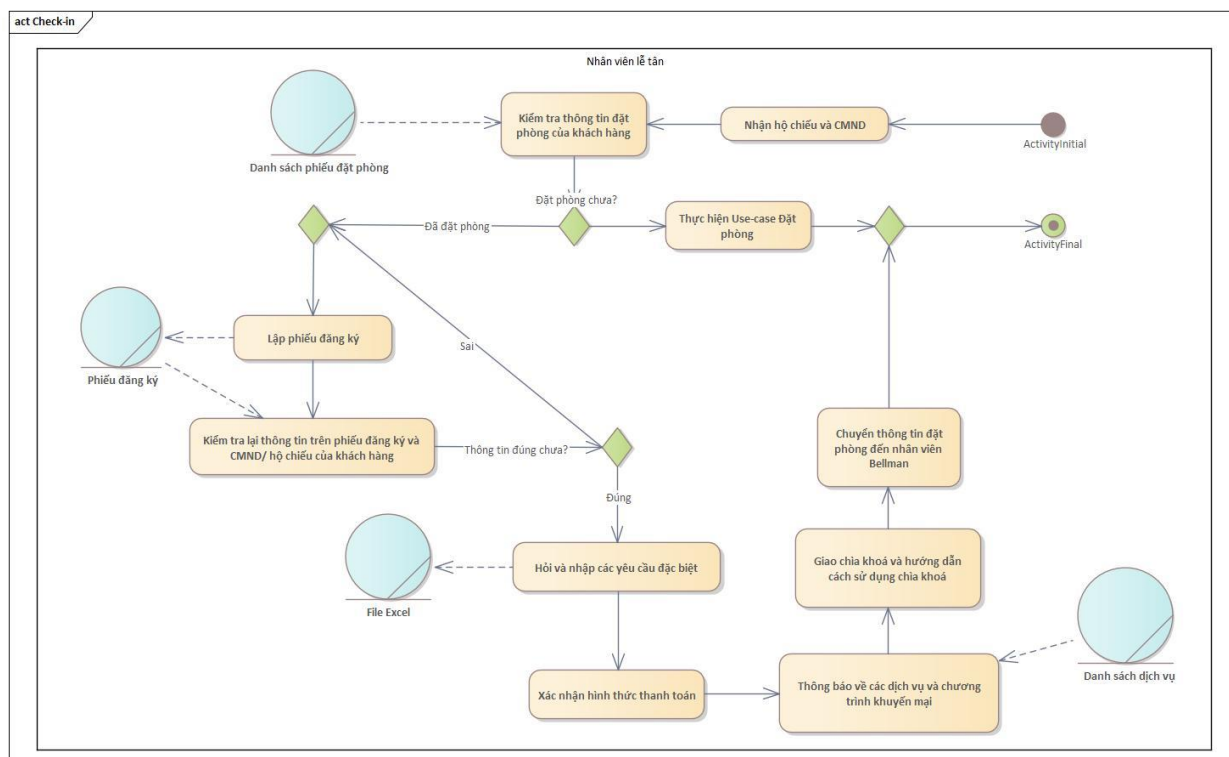 act Check-in
Nhân viên lễ tân
Danh sách phiếu đặt phòng
Kiểm tra thông tin đặt
phòng của khách hàng
Nhận hộ chiếu và CMND
ActivityInitial
Đặt phòng chưa?
Đã đặt phòng
Thực hiện Use-case Đặt
phòng
ActivityFinal
Lập phiếu đăng ký
Phiếu đăng ký
Sai
Kiểm tra lại thông tin trên phiếu đăng ký và
CMND/ hộ chiếu của khách hàng
Thông tin đúng chưa?
Chuyển thông tin đặt
phòng đến nhân viên
Bellman
Đúng
Hỏi và nhập các yêu cầu đặc biệt
File Excel
Giao chìa khoá và hướng dẫn
cách sử dụng chìa khoá
Danh sách dịch vụ
Xác nhận hình thức thanh toán
Thông báo về các dịch vụ và chương
trình khuyến mại